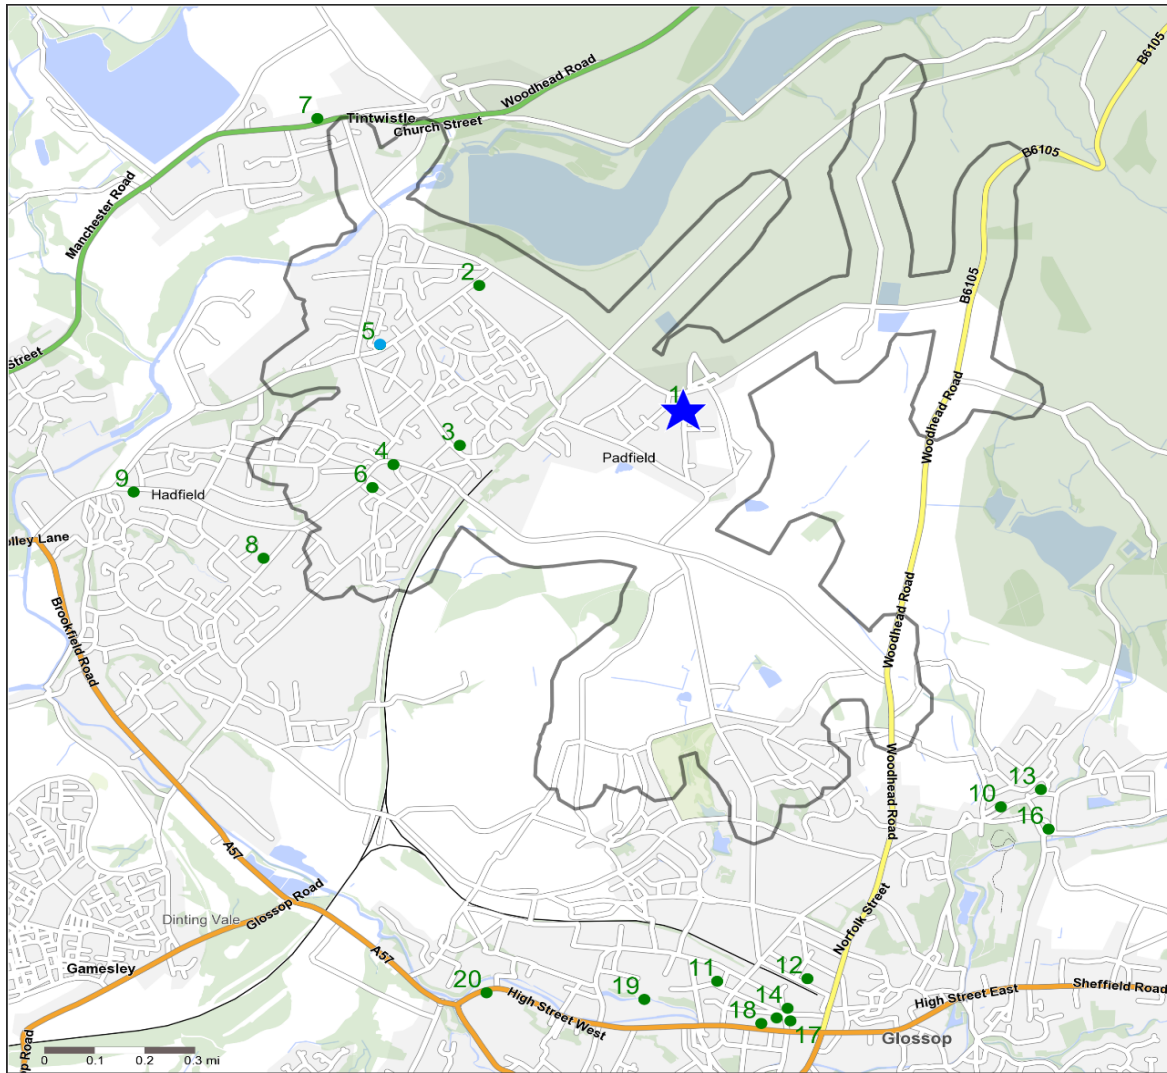 B6105
Woodhead Road
7
Tintwistle
Church Street
B6105
Manchester Road
2
B6105
5
Street
1
Woodhead Road
3
4
Padfield
6
9
Hadfield
8
olley Lane
Woodhead Road
Brookfield Road
Woodhead Road
13
10
16
A57
Glossop Road
Norfolk Street
Dinting Vale
A57
Gamesley
11
12
20
19
14
Sheffield Road
High Street East
High Street West
18
17
Glossop
op Road
0 0.1 0.2 0.3 mi